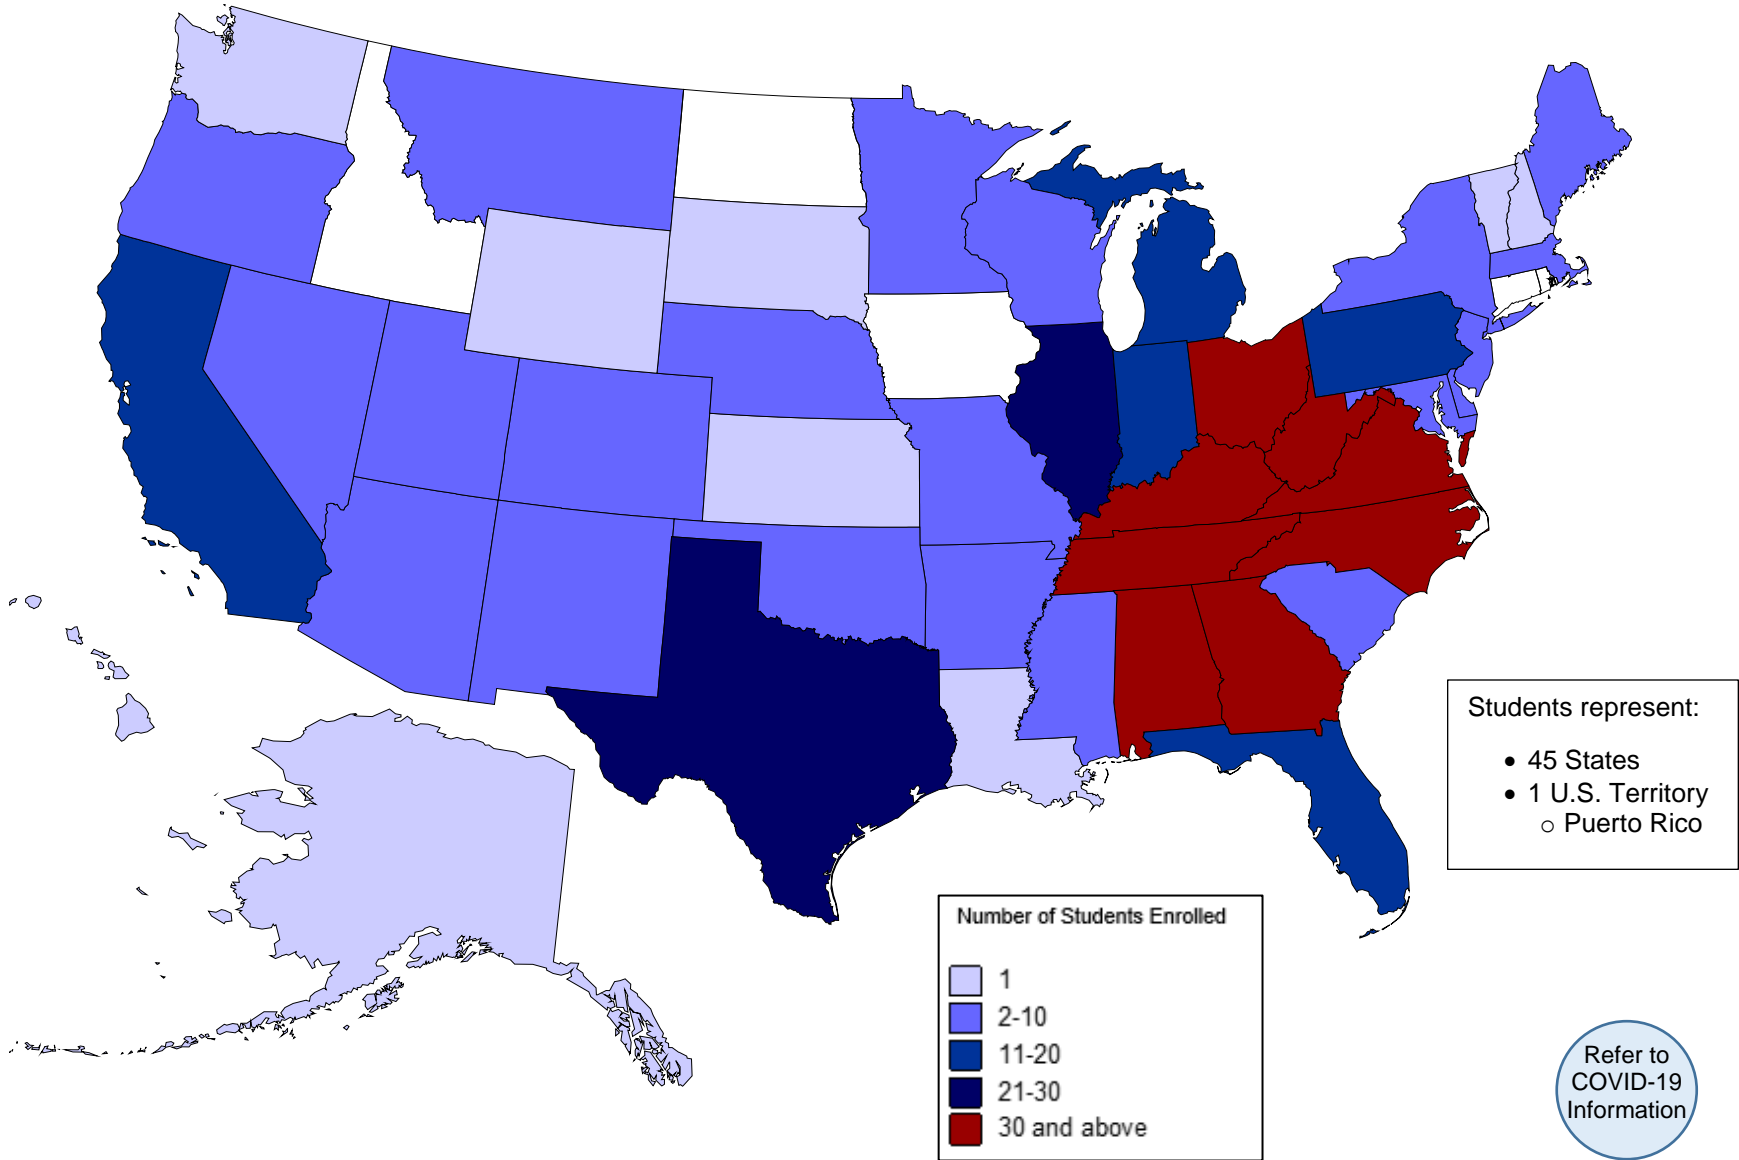 Students represent:
• 45 States
• 1 U.S. Territory
○ Puerto Rico
Number of Students Enrolled
1
2-10
11-20
21-30
30 and above
Refer to
COVID-19
Information